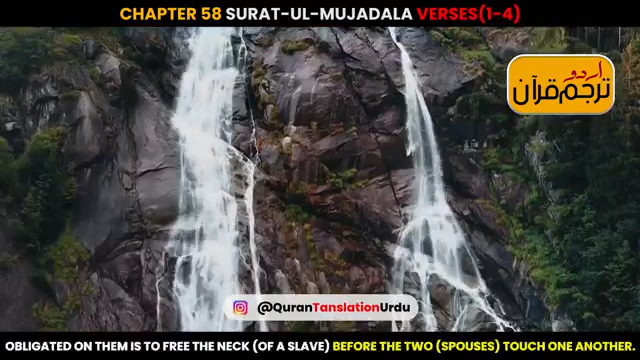 CHAPTER 58 SURAT-UL-MUJADALA VERSES(1-4)
اردو
ترجم قرآن
@QuranTanslationUrdu
OBLIGATED ON THEM IS TO FREE THE NECK (OF A SLAVE) BEFORE THE TWO (SPOUSES) TOUCH ONE ANOTHER.